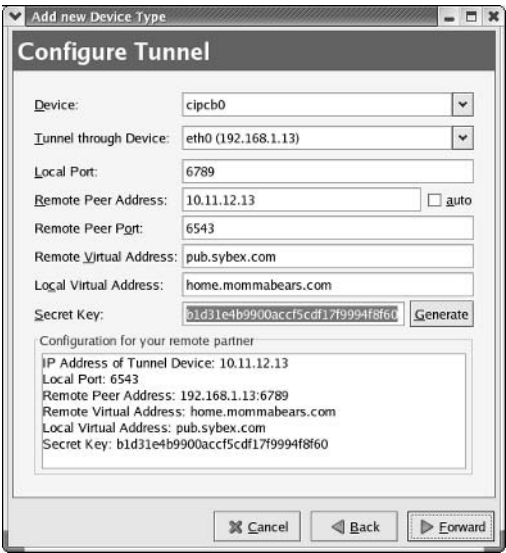 Add new Device Type
Configure Tunnel
Device: cipcb0
Tunnel through Device: eth0 (192.168.1.13)
Local Port: 6789
Remote Peer Address: 10.11.12.13 auto
Remote Peer Port: 6543
Remote Virtual Address: pub.sybex.com
Local Virtual Address: home.mommabears.com
Secret Key: b1d31e4b9900accf5cdf17f9994f8f60 Generate
Configuration for your remote partner
IP Address of Tunnel Device: 10.11.12.13
Local Port: 6543
Remote Peer Address: 192.168.1.13:6789
Remote Virtual Address: home.mommabears.com
Local Virtual Address: pub.sybex.com
Secret Key: b1d31e4b9900accf5cdf17f9994f8f60
Cancel Back Forward